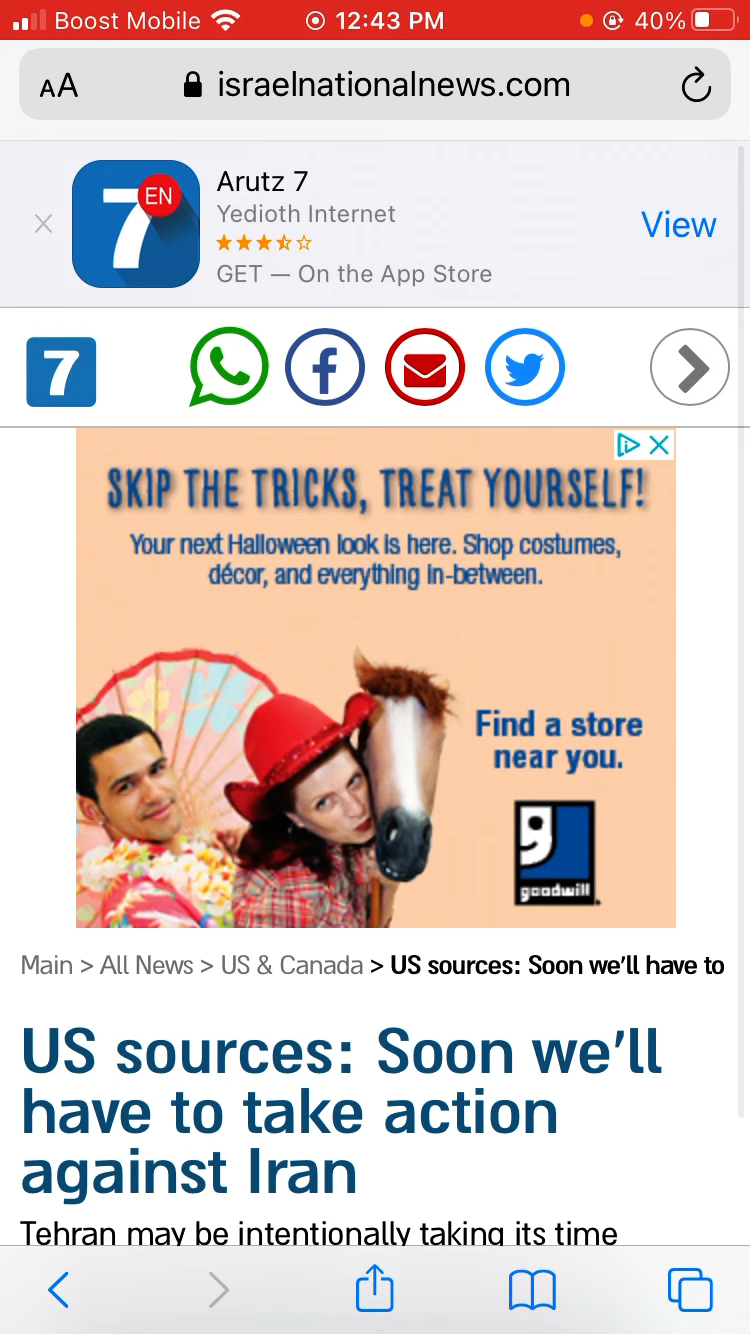 Boost Mobile 12:43 PM 40%
AA israelnationalnews.com
7 EN
Arutz 7
Yedioth Internet
GET — On the App Store
View
7
SKIP THE TRICKS, TREAT YOURSELF!
Your next Halloween look is here. Shop costumes,
décor, and everything in-between.
Find a store
near you.
goodwill
Main > All News > US & Canada > US sources: Soon we'll have to
US sources: Soon we'll
have to take action
against Iran
Tehran may be intentionally taking its time